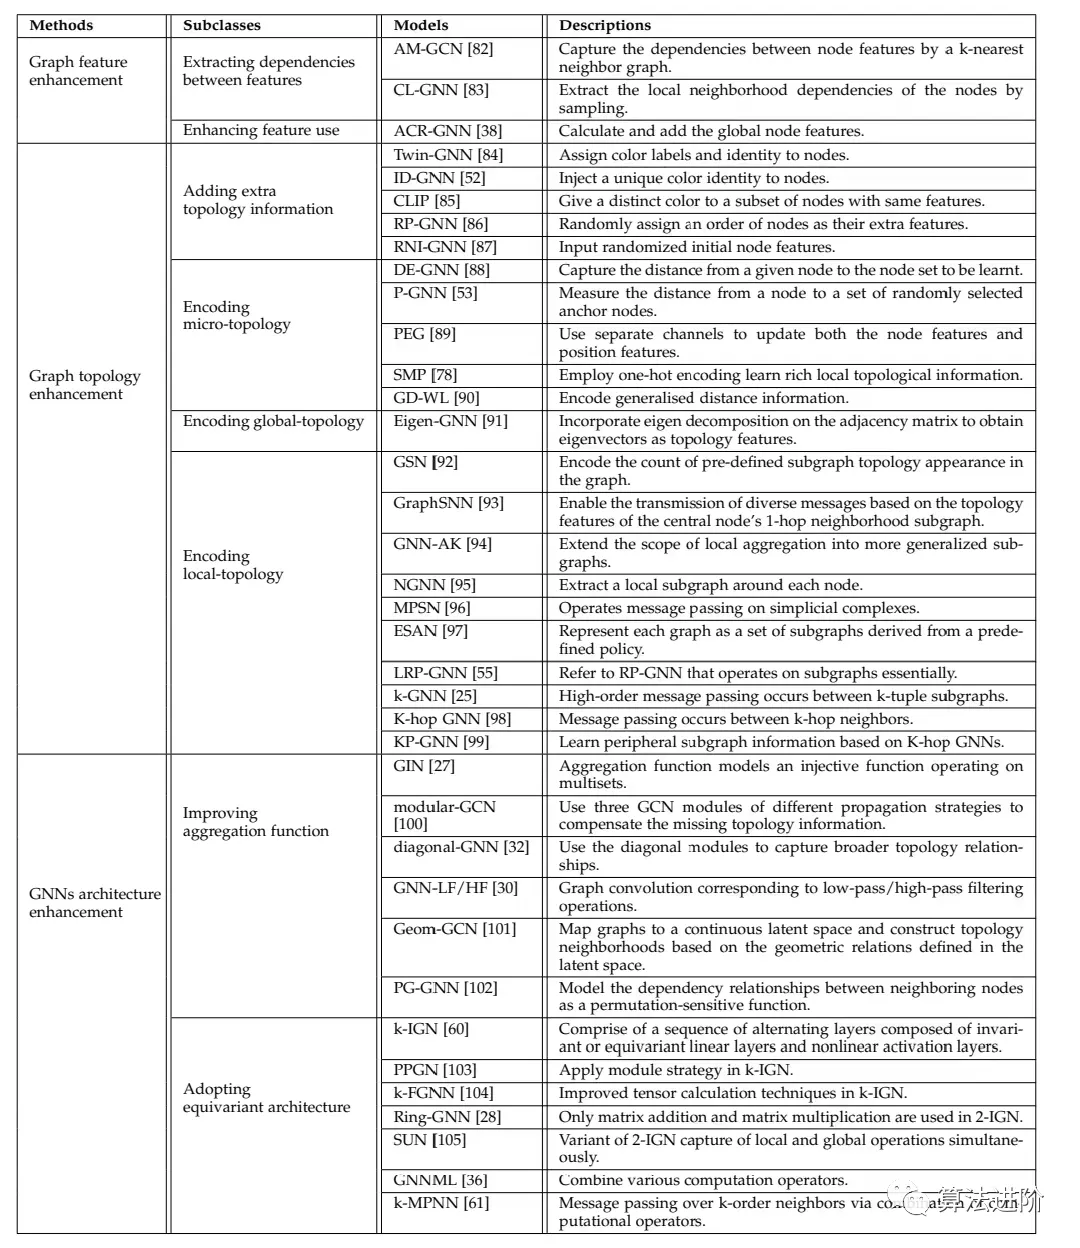 Methods Subclasses Models Descriptions
Graph feature
enhancement
Extracting dependencies
between features
AM-GCN [82] Capture the dependencies between node features by a k-nearest
neighbor graph.
CL-GNN [83] Extract the local neighborhood dependencies of the nodes by
sampling.
Enhancing feature use ACR-GNN [38] Calculate and add the global node features.
Graph topology
enhancement
Adding extra
topology information
Twin-GNN [84] Assign color labels and identity to nodes.
ID-GNN [52] Inject a unique color identity to nodes.
CLIP [85] Give a distinct color to a subset of nodes with same features.
RP-GNN [86] Randomly assign an order of nodes as their extra features.
RNI-GNN [87] Input randomized initial node features.
Encoding
micro-topology
DE-GNN [88] Capture the distance from a given node to the node set to be learnt.
P-GNN [53] Measure the distance from a node to a set of randomly selected
anchor nodes.
PEG [89] Use separate channels to update both the node features and
position features.
SMP [78] Employ one-hot encoding learn rich local topological information.
GD-WL [90] Encode generalised distance information.
Encoding global-topology Eigen-GNN [91] Incorporate eigen decomposition on the adjacency matrix to obtain
eigenvectors as topology features.
Encoding
local-topology
GSN [92] Encode the count of pre-defined subgraph topology appearance in
the graph.
GraphSNN [93] Enable the transmission of diverse messages based on the topology
features of the central node's 1-hop neighborhood subgraph.
GNN-AK [94] Extend the scope of local aggregation into more generalized sub-
graphs.
NGNN [95] Extract a local subgraph around each node.
MPSN [96] Operates message passing on simplicial complexes.
ESAN [97] Represent each graph as a set of subgraphs derived from a prede-
fined policy.
LRP-GNN [55] Refer to RP-GNN that operates on subgraphs essentially.
k-GNN [25] High-order message passing occurs between k-tuple subgraphs.
K-hop GNN [98] Message passing occurs between k-hop neighbors.
KP-GNN [99] Learn peripheral subgraph information based on K-hop GNNs.
GNNs architecture
enhancement
Improving
aggregation function
GIN [27] Aggregation function models an injective function operating on
multisets.
modular-GCN
[100]
Use three GCN modules of different propagation strategies to
compensate the missing topology information.
diagonal-GNN [32] Use the diagonal modules to capture broader topology relation-
ships.
GNN-LF/HF [30] Graph convolution corresponding to low-pass/high-pass filtering
operations.
Geom-GCN [101] Map graphs to a continuous latent space and construct topology
neighborhoods based on the geometric relations defined in the
latent space.
PG-GNN [102] Model the dependency relationships between neighboring nodes
as a permutation-sensitive function.
Adopting
equivariant architecture
k-IGN [60] Comprise of a sequence of alternating layers composed of invari-
ant or equivariant linear layers and nonlinear activation layers.
PPGN [103] Apply module strategy in k-IGN.
k-FGNN [104] Improved tensor calculation techniques in k-IGN.
Ring-GNN [28] Only matrix addition and matrix multiplication are used in 2-IGN.
SUN [105] Variant of 2-IGN capture of local and global operations simultane-
ously.
GNNML [36] Combine various computation operators.
k-MPNN [61] Message passing over k-order neighbors via
putational operators.
算法进阶